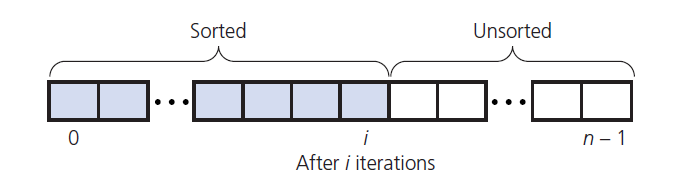 Sorted Unsorted
0 i n – 1
After i iterations